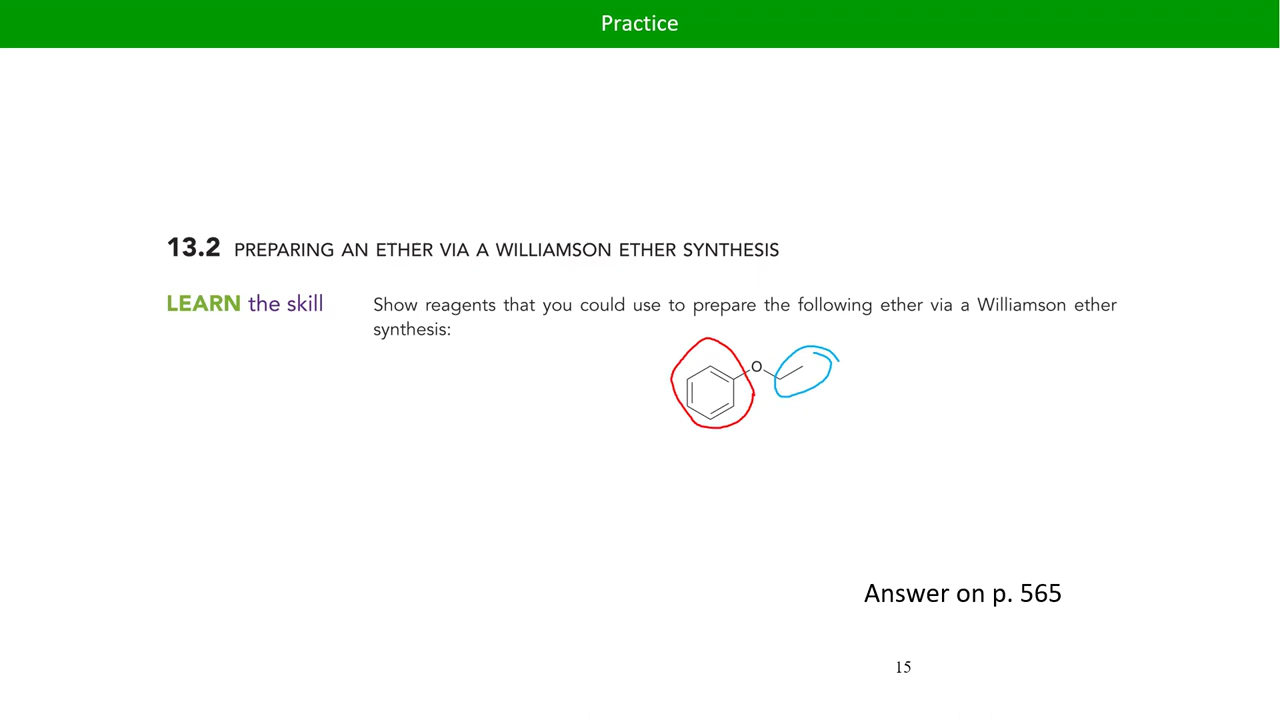 Practice
13.2 PREPARING AN ETHER VIA A WILLIAMSON ETHER SYNTHESIS
LEARN the skill
Show reagents that you could use to prepare the following ether via a Williamson ether
synthesis:
O
Answer on p. 565
15